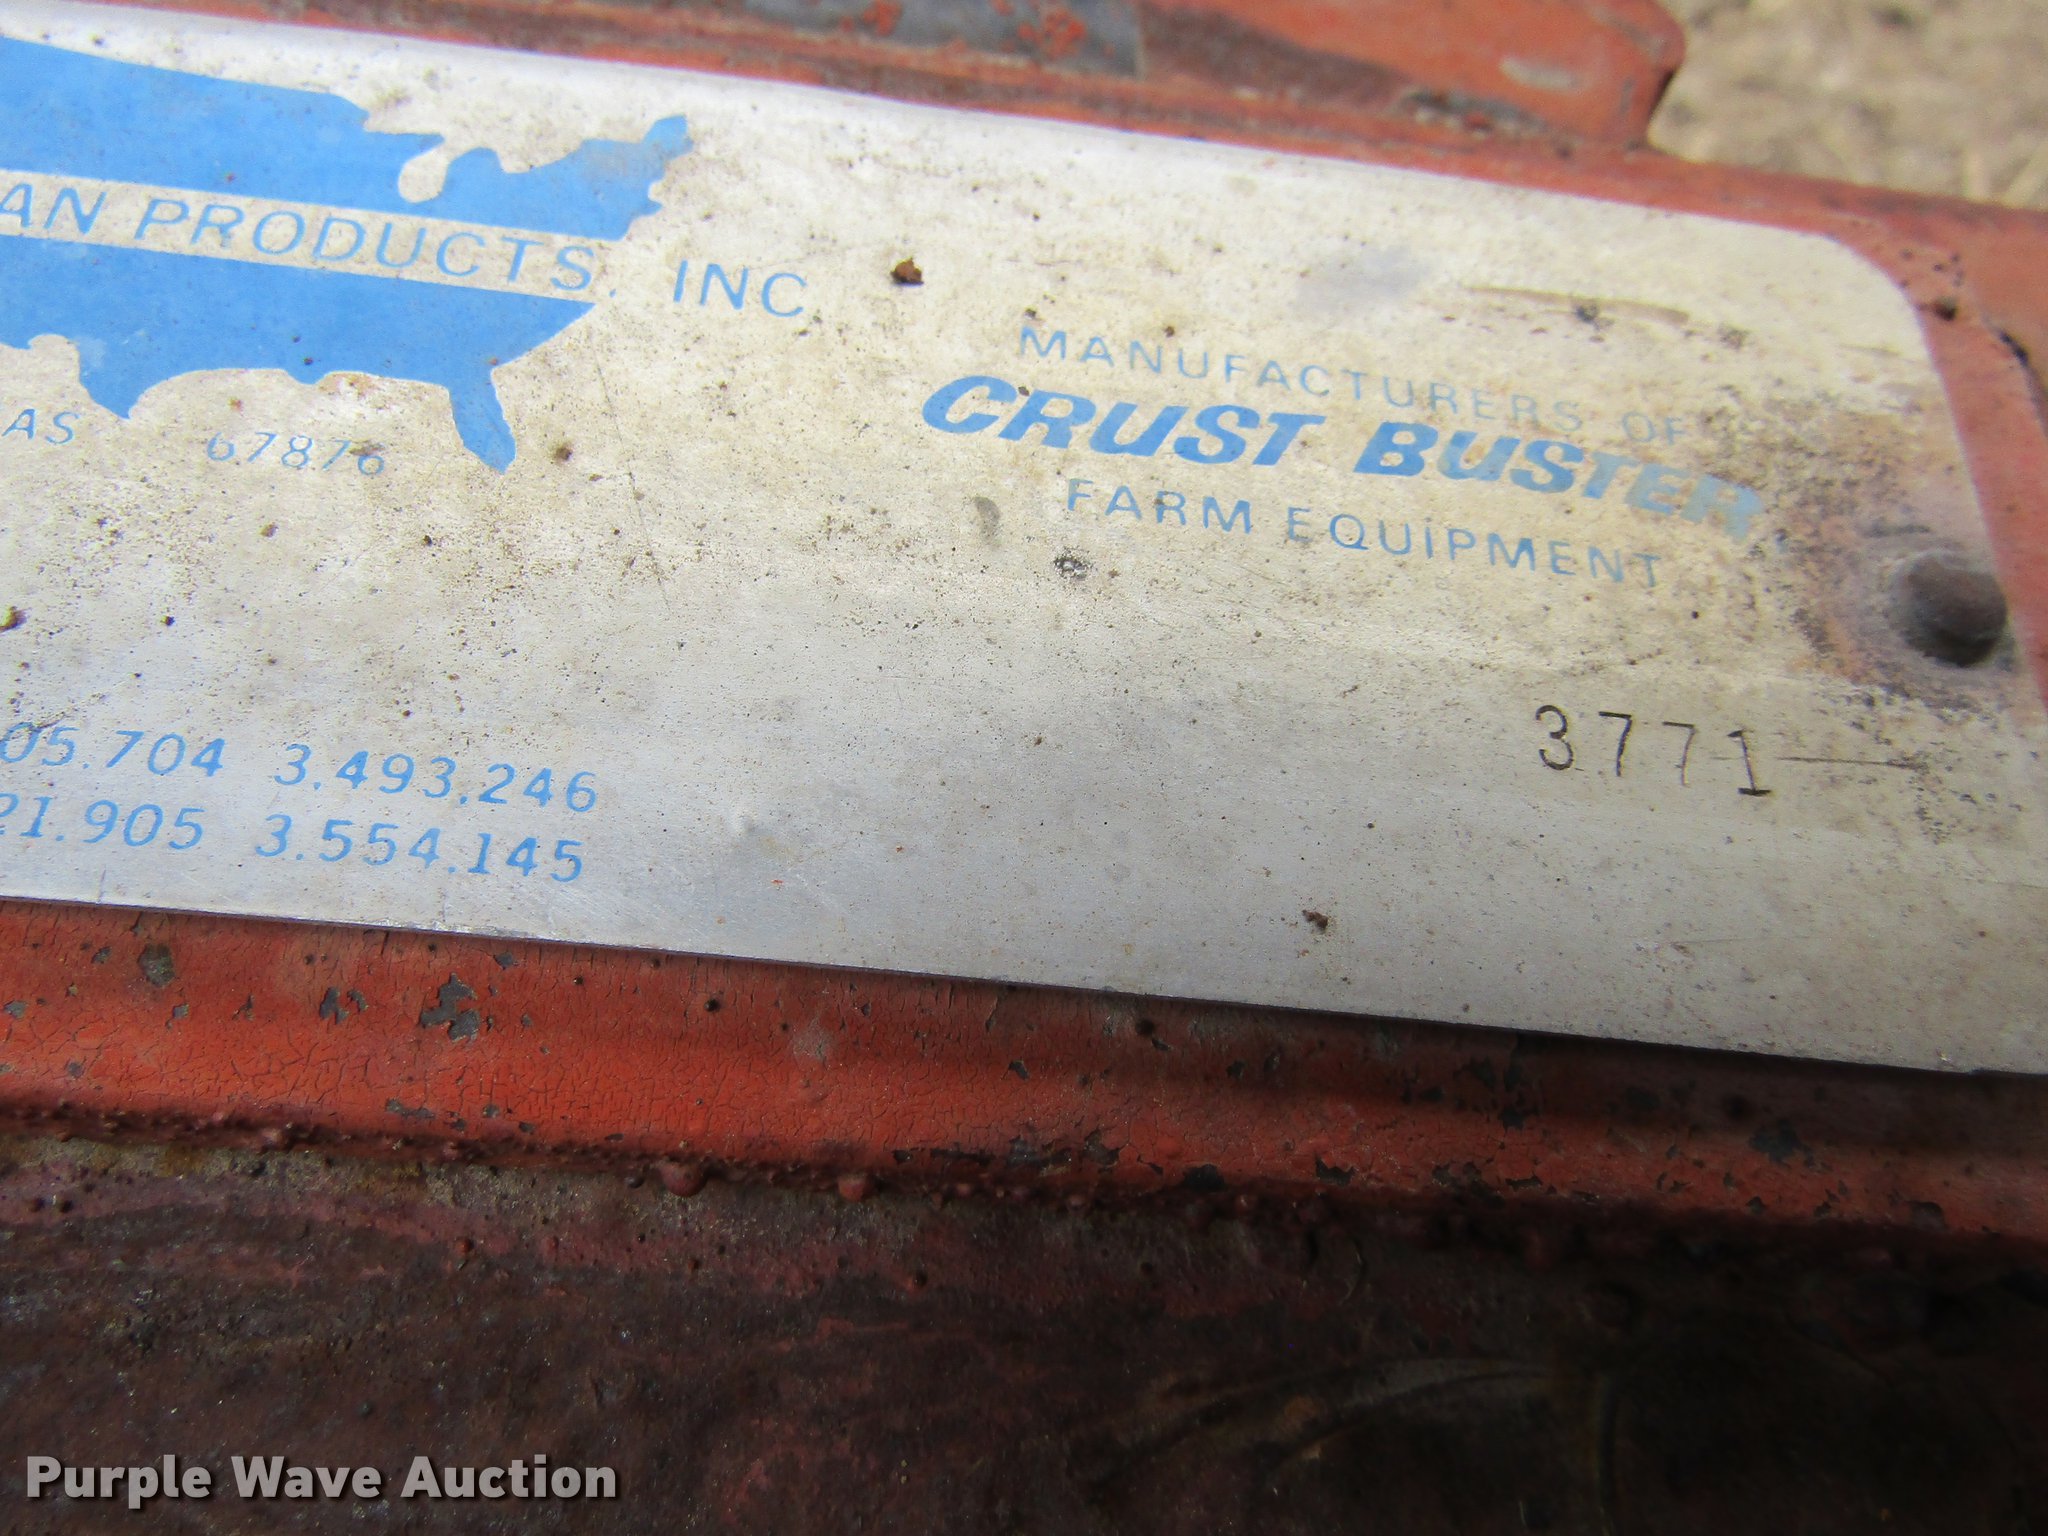 AN PRODUCTS, INC
MANUFACTURERS OF
CRUST BUSTER
FARM EQUIPMENT
AS 67876
3771
05.704 3.493.246
21.905 3.554.145
Purple Wave Auction